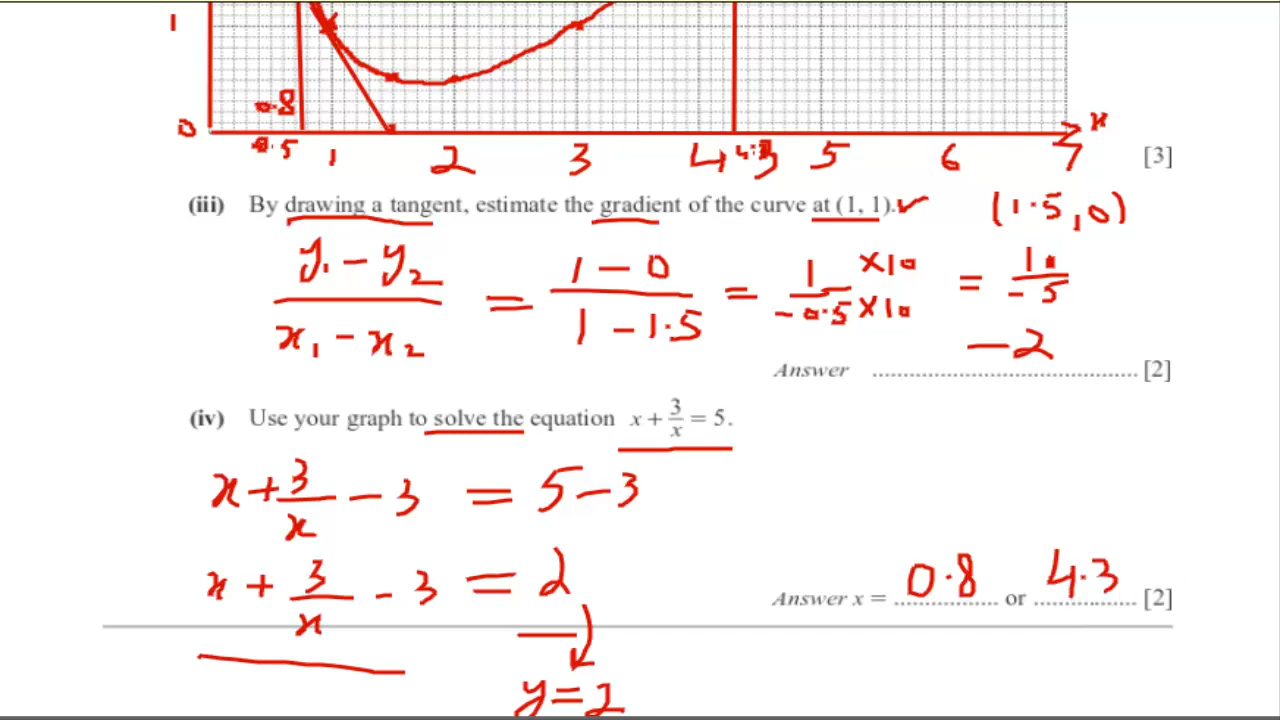 1
0.8
0
0.5 1 2 3 4 4.3 5 6 7 x
[3]
(iii) By drawing a tangent, estimate the gradient of the curve at (1, 1). ✓ (1.5, 0)
y₁ − y₂ / x₁ − x₂ = 1 − 0 / 1 − 1.5 = 1 ×10 / −0.5 ×10 = 10 / −5
−2
Answer .......................................... [2]
(iv) Use your graph to solve the equation x + 3/x = 5.
x + 3/x − 3 = 5 − 3
x + 3/x − 3 = 2
Answer x = 0.8 or 4.3 [2]
y = 2